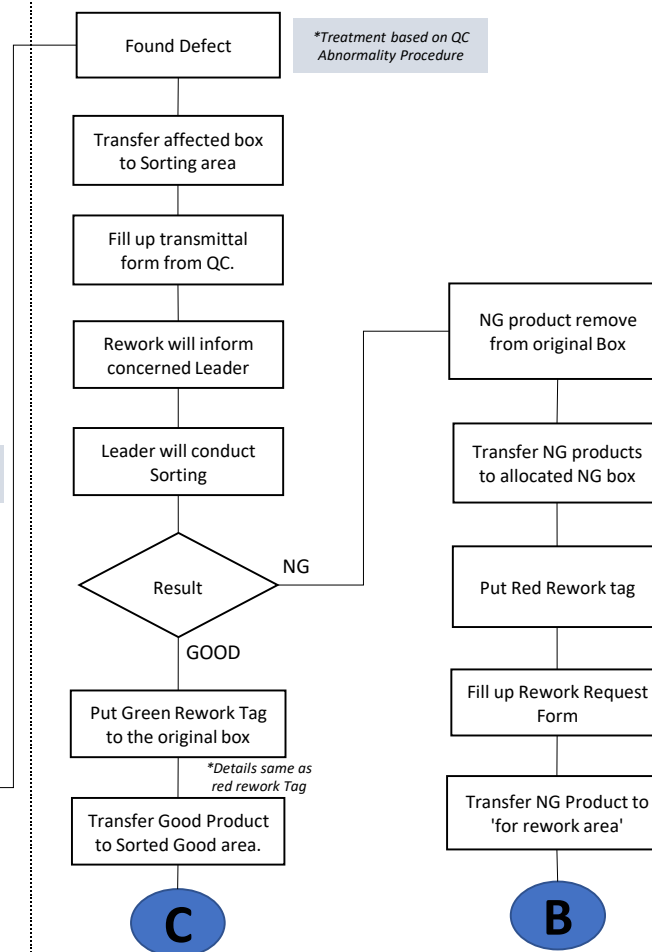 Found Defect
*Treatment based on QC
Abnormality Procedure
Transfer affected box
to Sorting area
Fill up transmittal
form from QC.
Rework will inform
concerned Leader
Leader will conduct
Sorting
Result
NG
GOOD
Put Green Rework Tag
to the original box
*Details same as
red rework Tag
Transfer Good Product
to Sorted Good area.
C
NG product remove
from original Box
Transfer NG products
to allocated NG box
Put Red Rework tag
Fill up Rework Request
Form
Transfer NG Product to
'for rework area'
B